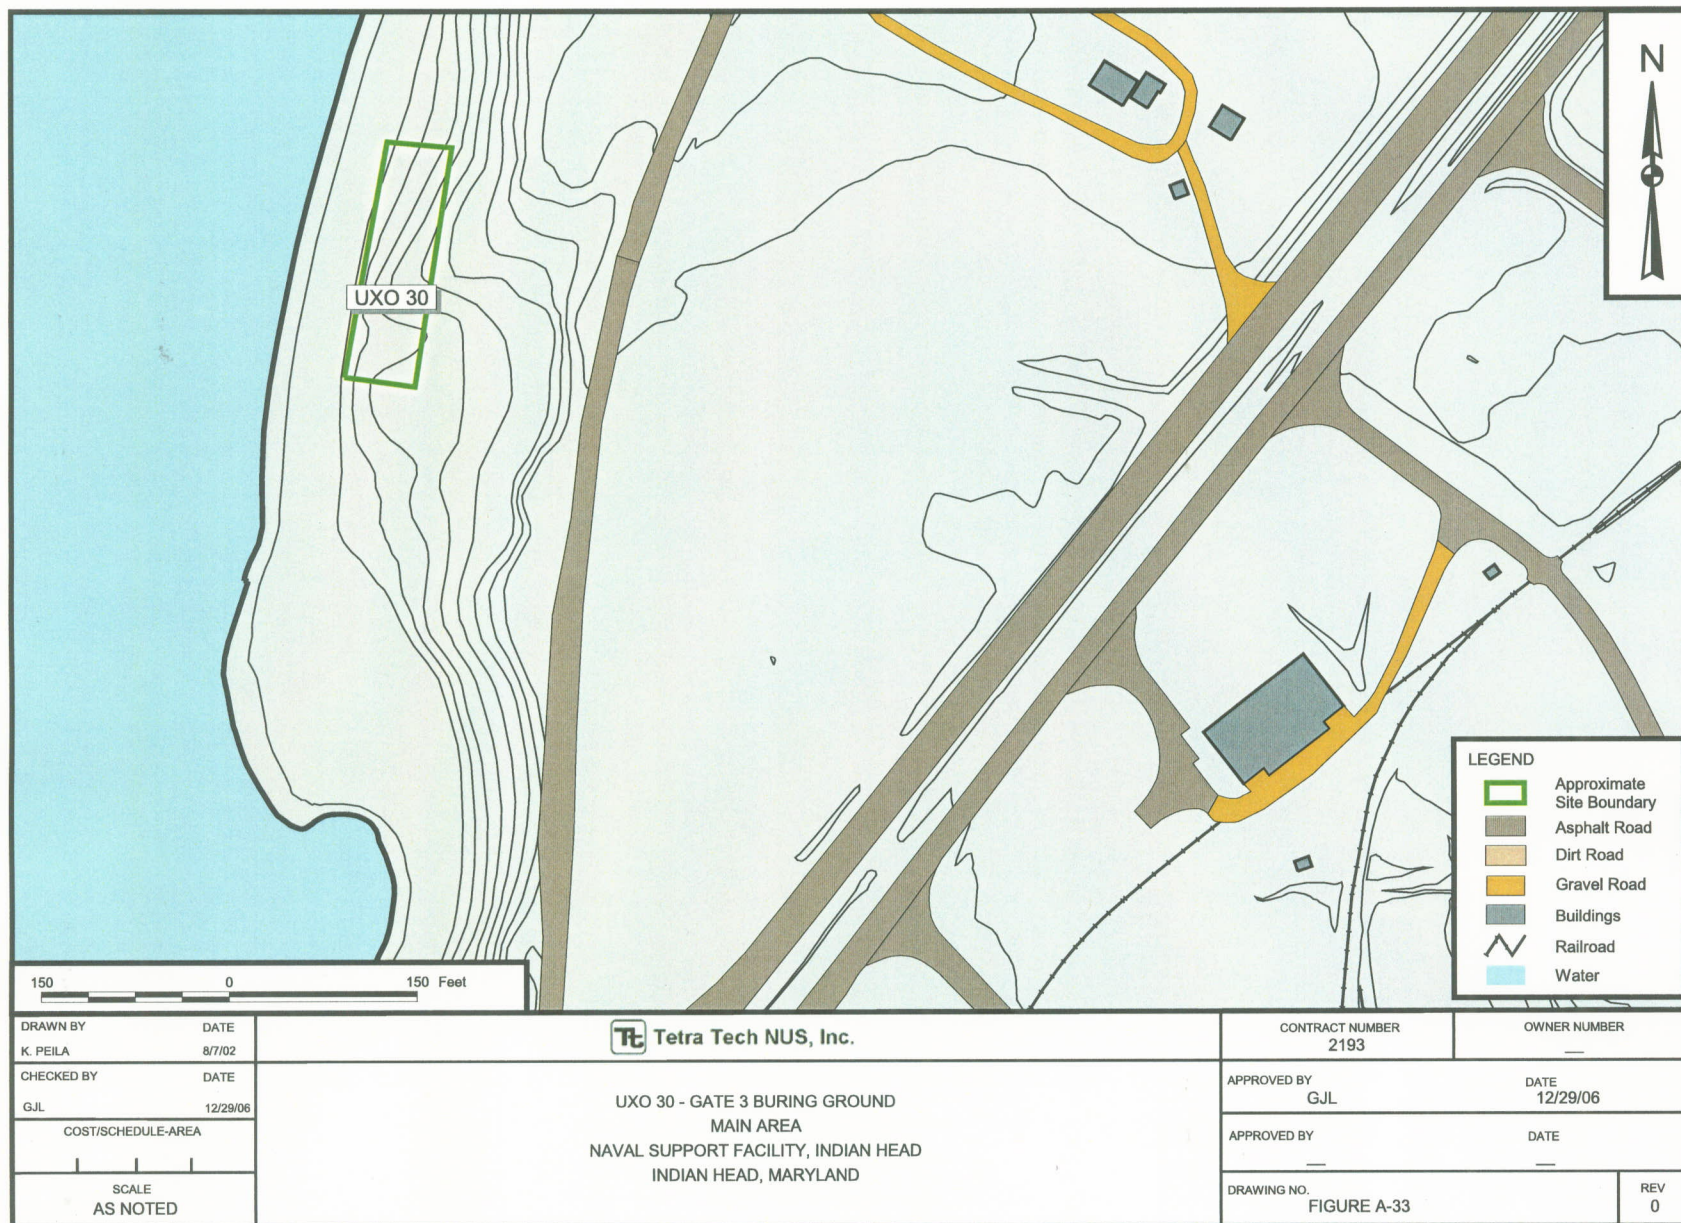 N
UXO 30
LEGEND
Approximate
Site Boundary
Asphalt Road
Dirt Road
Gravel Road
Buildings
Railroad
Water
150 0 150 Feet
DRAWN BY DATE
K. PEILA 8/7/02
CHECKED BY DATE
GJL 12/29/06
COST/SCHEDULE-AREA
SCALE
AS NOTED
Tt Tetra Tech NUS, Inc.
UXO 30 - GATE 3 BURING GROUND
MAIN AREA
NAVAL SUPPORT FACILITY, INDIAN HEAD
INDIAN HEAD, MARYLAND
CONTRACT NUMBER
2193
OWNER NUMBER
—
APPROVED BY DATE
GJL 12/29/06
APPROVED BY DATE
— —
DRAWING NO.
FIGURE A-33
REV
0